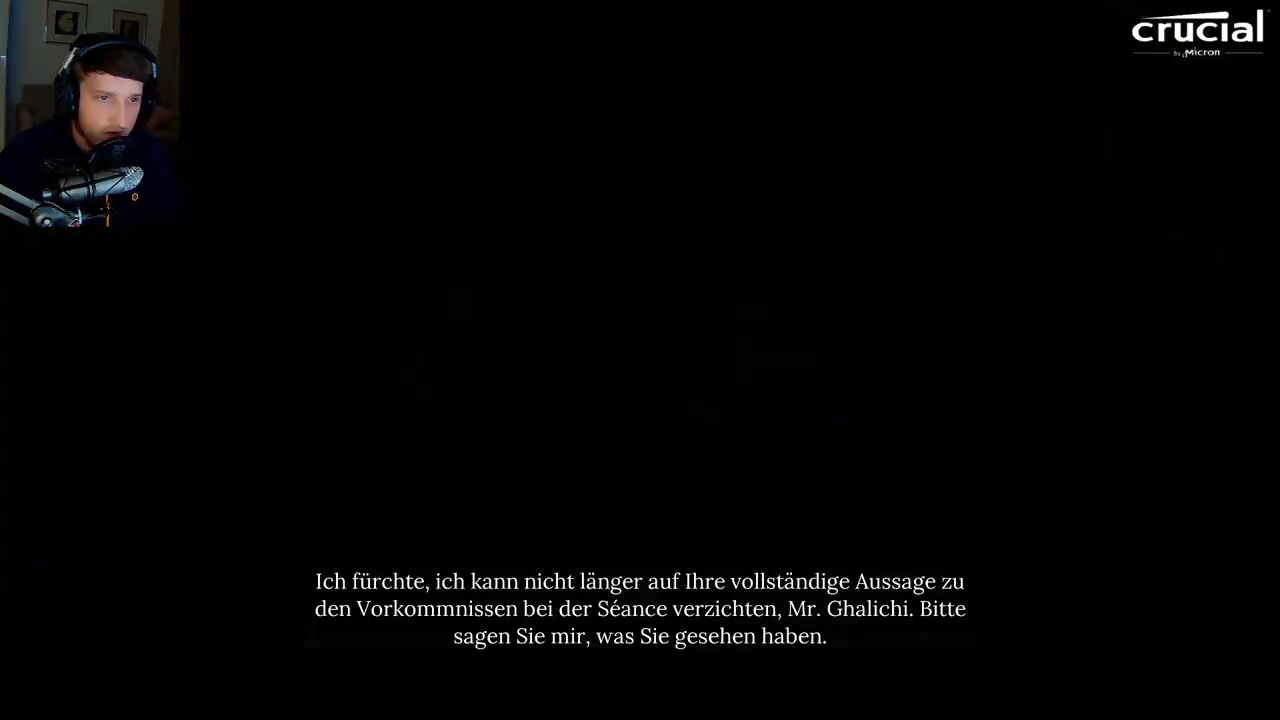 crucial
by Micron
Ich fürchte, ich kann nicht länger auf Ihre vollständige Aussage zu
den Vorkommnissen bei der Séance verzichten, Mr. Ghalichi. Bitte
sagen Sie mir, was Sie gesehen haben.